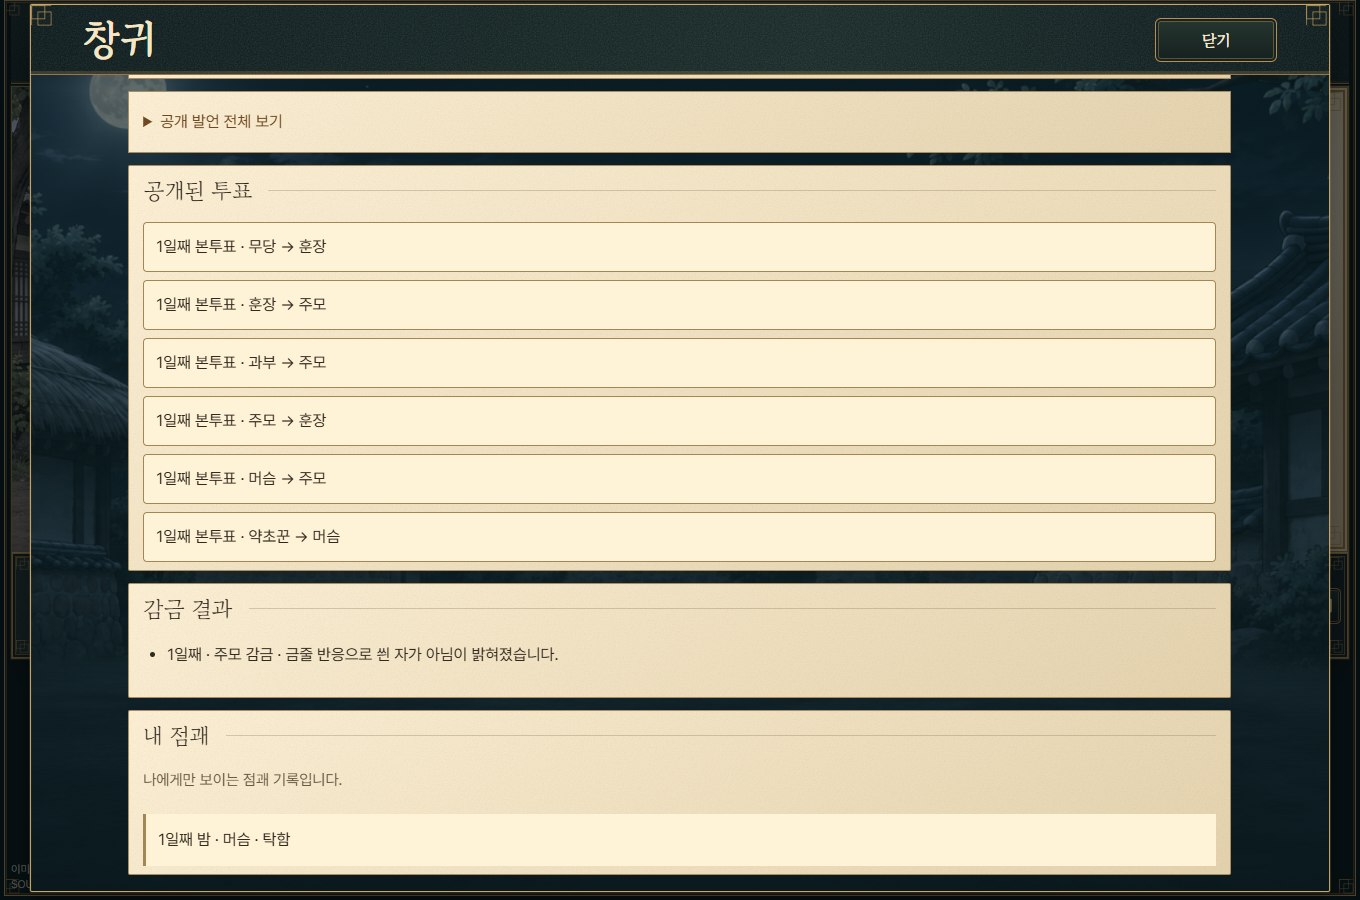 창귀
닫기
▶ 공개 발언 전체 보기
공개된 투표
1일째 본투표 · 무당 → 훈장
1일째 본투표 · 훈장 → 주모
1일째 본투표 · 과부 → 주모
1일째 본투표 · 주모 → 훈장
1일째 본투표 · 머슴 → 주모
1일째 본투표 · 약초꾼 → 머슴
감금 결과
• 1일째 · 주모 감금 · 금줄 반응으로 씐 자가 아님이 밝혀졌습니다.
내 점괘
나에게만 보이는 점괘 기록입니다.
1일째 밤 · 머슴 · 탁함
이미
SOU